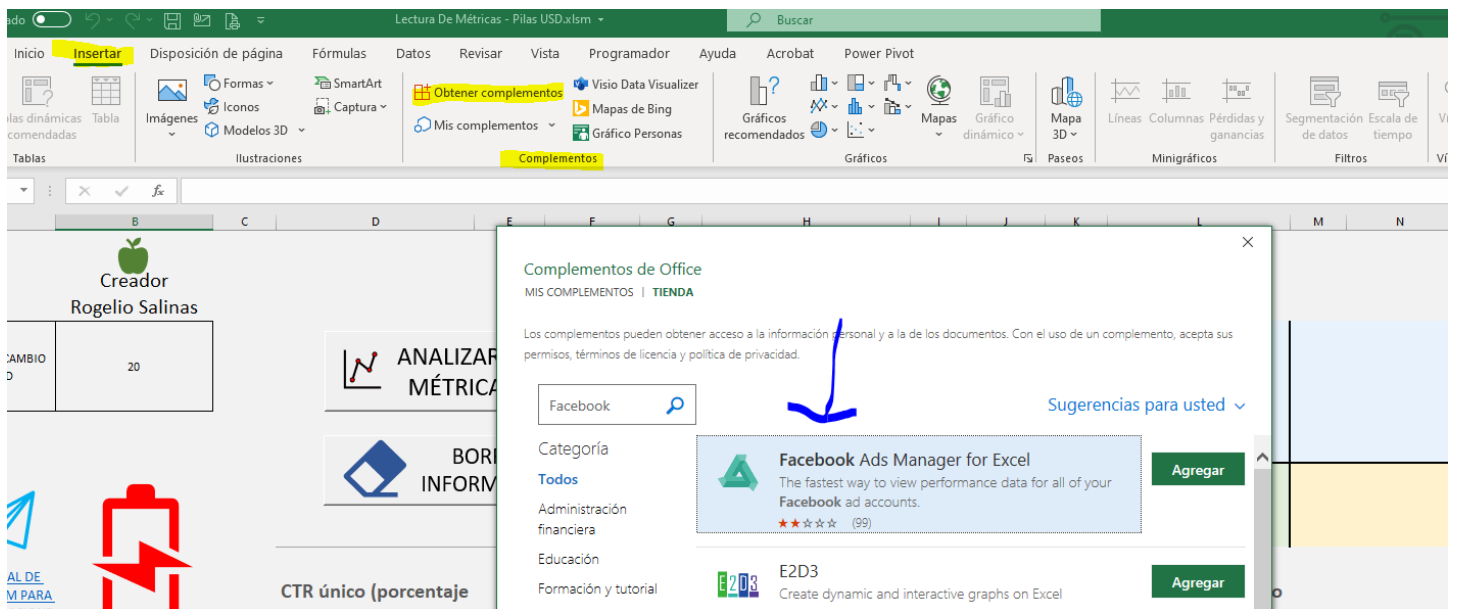 ado
Lectura De Métricas - Pilas USD.xlsm
Buscar
Inicio Insertar Disposición de página Fórmulas Datos Revisar Vista Programador Ayuda Acrobat Power Pivot
Tabla
Imágenes
Formas
Iconos
Modelos 3D
SmartArt
Captura
Obtener complementos
Mis complementos
Visio Data Visualizer
Mapas de Bing
Gráfico Personas
Gráficos
recomendados
Mapas
Gráfico
dinámico
Mapa
3D
Líneas Columnas Pérdidas y
ganancias
Segmentación
de datos
Escala de
tiempo
las dinámicas
comendadas
Tablas Ilustraciones Complementos Gráficos Paseos Minigráficos Filtros Ví
fx
B C D E F G H I J K L M N
Creador
Rogelio Salinas
CAMBIO
20
ANALIZAR
MÉTRICA
BORR
INFORM
AL DE
M PARA
CTR único (porcentaje
Complementos de Office
MIS COMPLEMENTOS | TIENDA
Los complementos pueden obtener acceso a la información personal y a la de los documentos. Con el uso de un complemento, acepta sus
permisos, términos de licencia y política de privacidad.
Facebook
Sugerencias para usted
Categoría
Todos
Administración
financiera
Educación
Formación y tutorial
Facebook Ads Manager for Excel
The fastest way to view performance data for all of your
Facebook ad accounts.
(99)
Agregar
E2D3
E2D3
Create dynamic and interactive graphs on Excel
Agregar